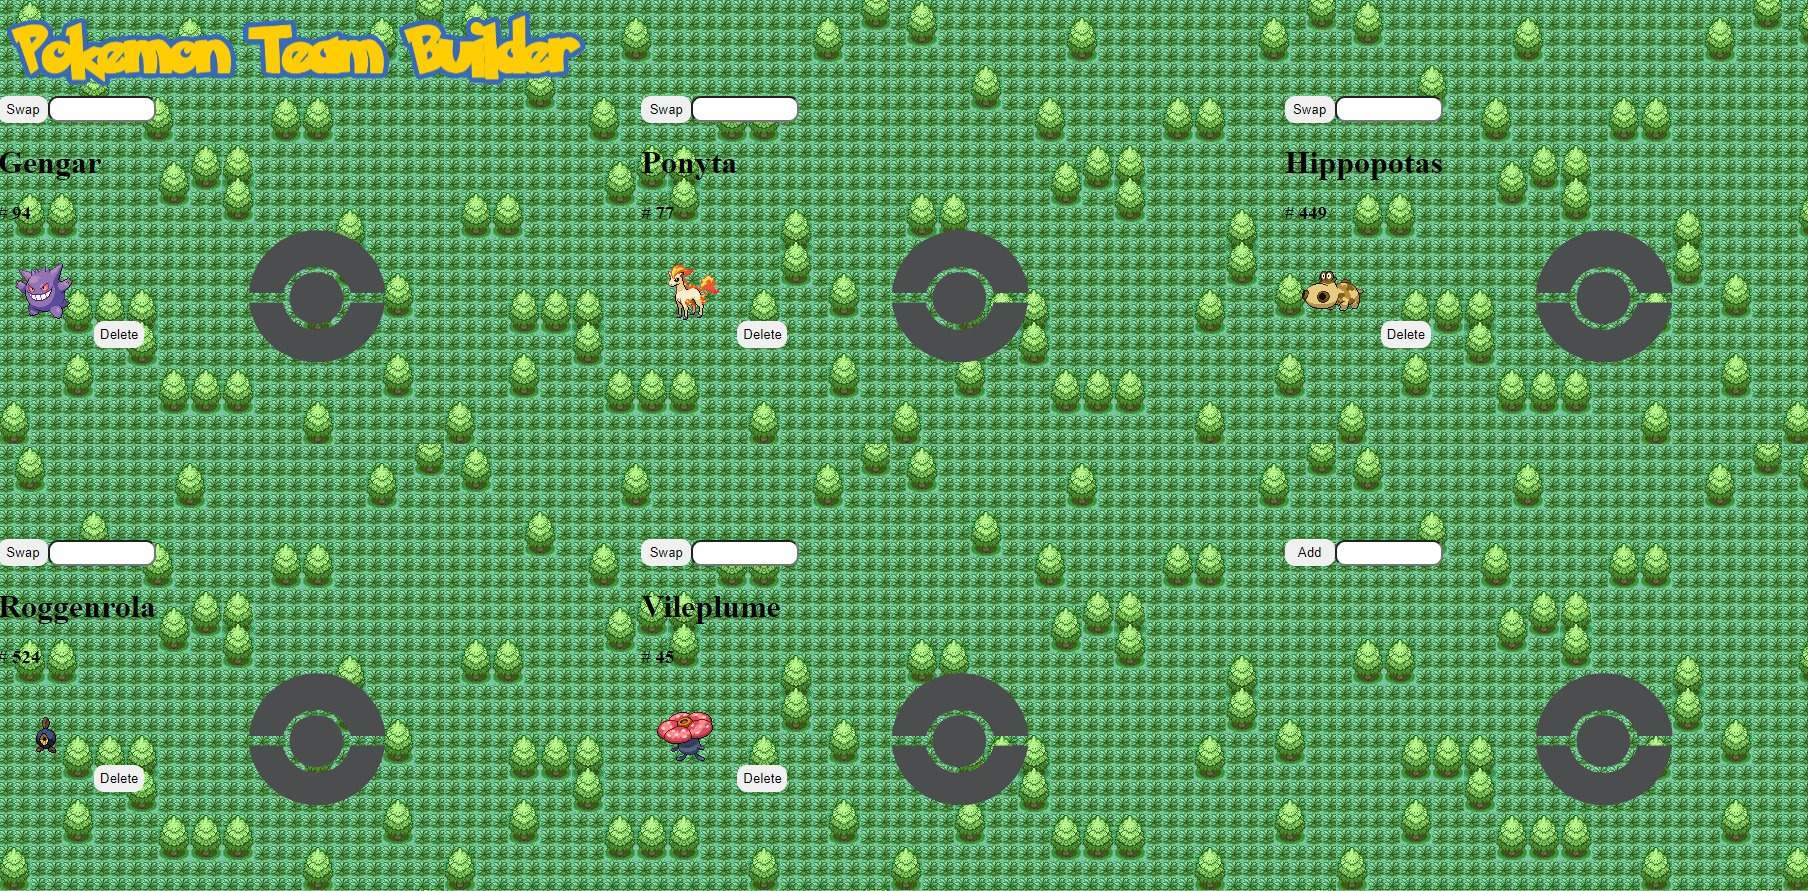 Pokemon Team Builder
Swap
Swap
Swap
Gengar
Ponyta
Hippopotas
# 94
# 77
# 449
Delete
Delete
Delete
Swap
Swap
Add
Roggenrola
Vileplume
# 524
# 45
Delete
Delete